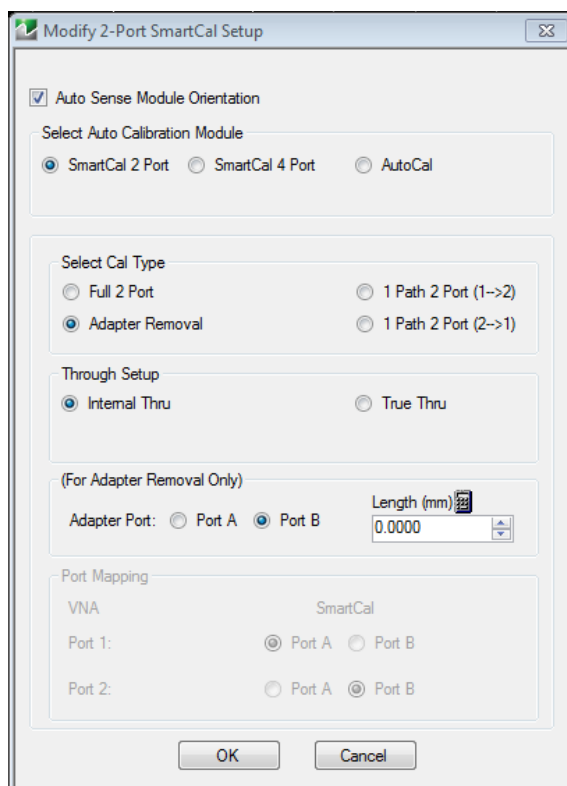 Modify 2-Port SmartCal Setup
Auto Sense Module Orientation
Select Auto Calibration Module
SmartCal 2 Port SmartCal 4 Port AutoCal
Select Cal Type
Full 2 Port 1 Path 2 Port (1-->2)
Adapter Removal 1 Path 2 Port (2-->1)
Through Setup
Internal Thru True Thru
(For Adapter Removal Only)
Length (mm)
Adapter Port: Port A Port B
0.0000
Port Mapping
VNA SmartCal
Port 1: Port A Port B
Port 2: Port A Port B
OK Cancel